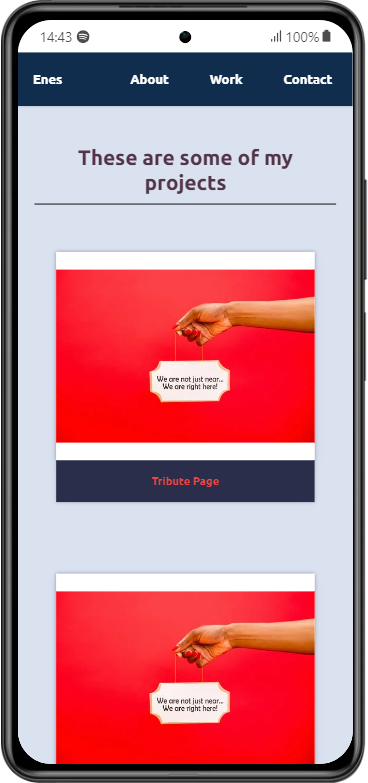 14:43 100%
Enes About Work Contact
These are some of my
projects
We are not just near...
We are right here!
Tribute Page
We are not just near...
We are right here!